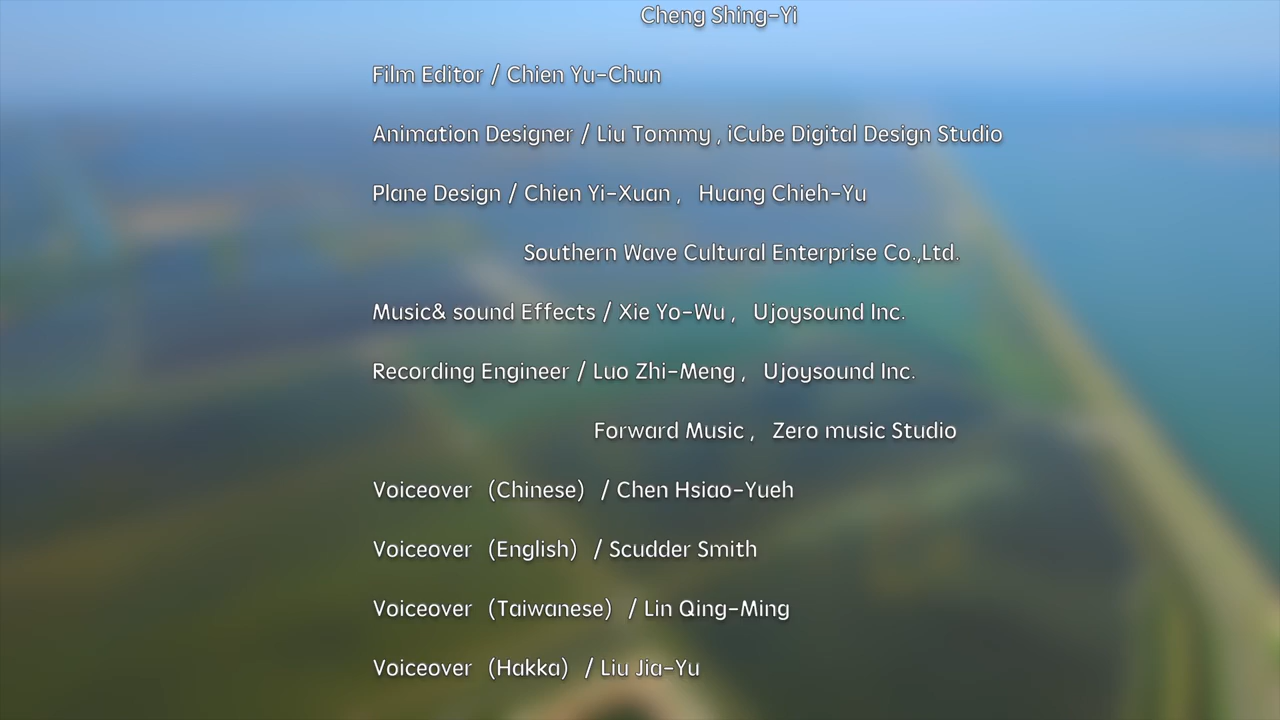 Cheng Shing-Yi
Film Editor / Chien Yu-Chun
Animation Designer / Liu Tommy , iCube Digital Design Studio
Plane Design / Chien Yi-Xuan , Huang Chieh-Yu
Southern Wave Cultural Enterprise Co.,Ltd.
Music& sound Effects / Xie Yo-Wu , Ujoysound Inc.
Recording Engineer / Luo Zhi-Meng , Ujoysound Inc.
Forward Music , Zero music Studio
Voiceover (Chinese) / Chen Hsiao-Yueh
Voiceover (English) / Scudder Smith
Voiceover (Taiwanese) / Lin Qing-Ming
Voiceover (Hakka) / Liu Jia-Yu